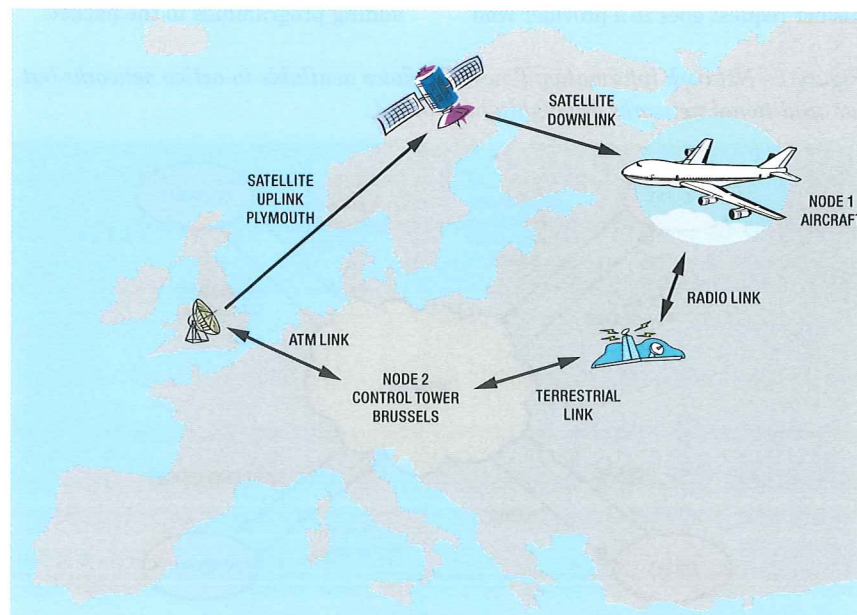 SATELLITE
DOWNLINK
SATELLITE
UPLINK
PLYMOUTH
NODE 1
AIRCRAFT
RADIO LINK
ATM LINK
NODE 2
CONTROL TOWER
BRUSSELS
TERRESTRIAL
LINK